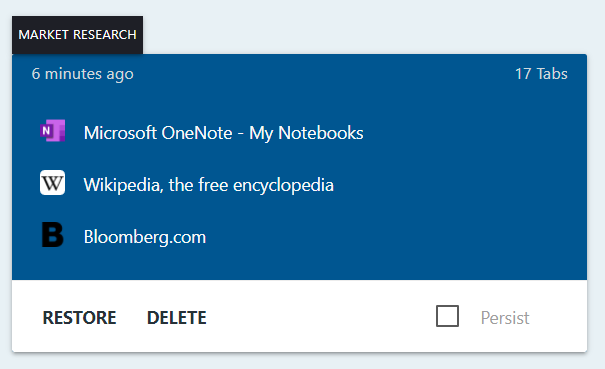 MARKET RESEARCH
6 minutes ago 17 Tabs
N Microsoft OneNote - My Notebooks
W Wikipedia, the free encyclopedia
B Bloomberg.com
RESTORE DELETE Persist